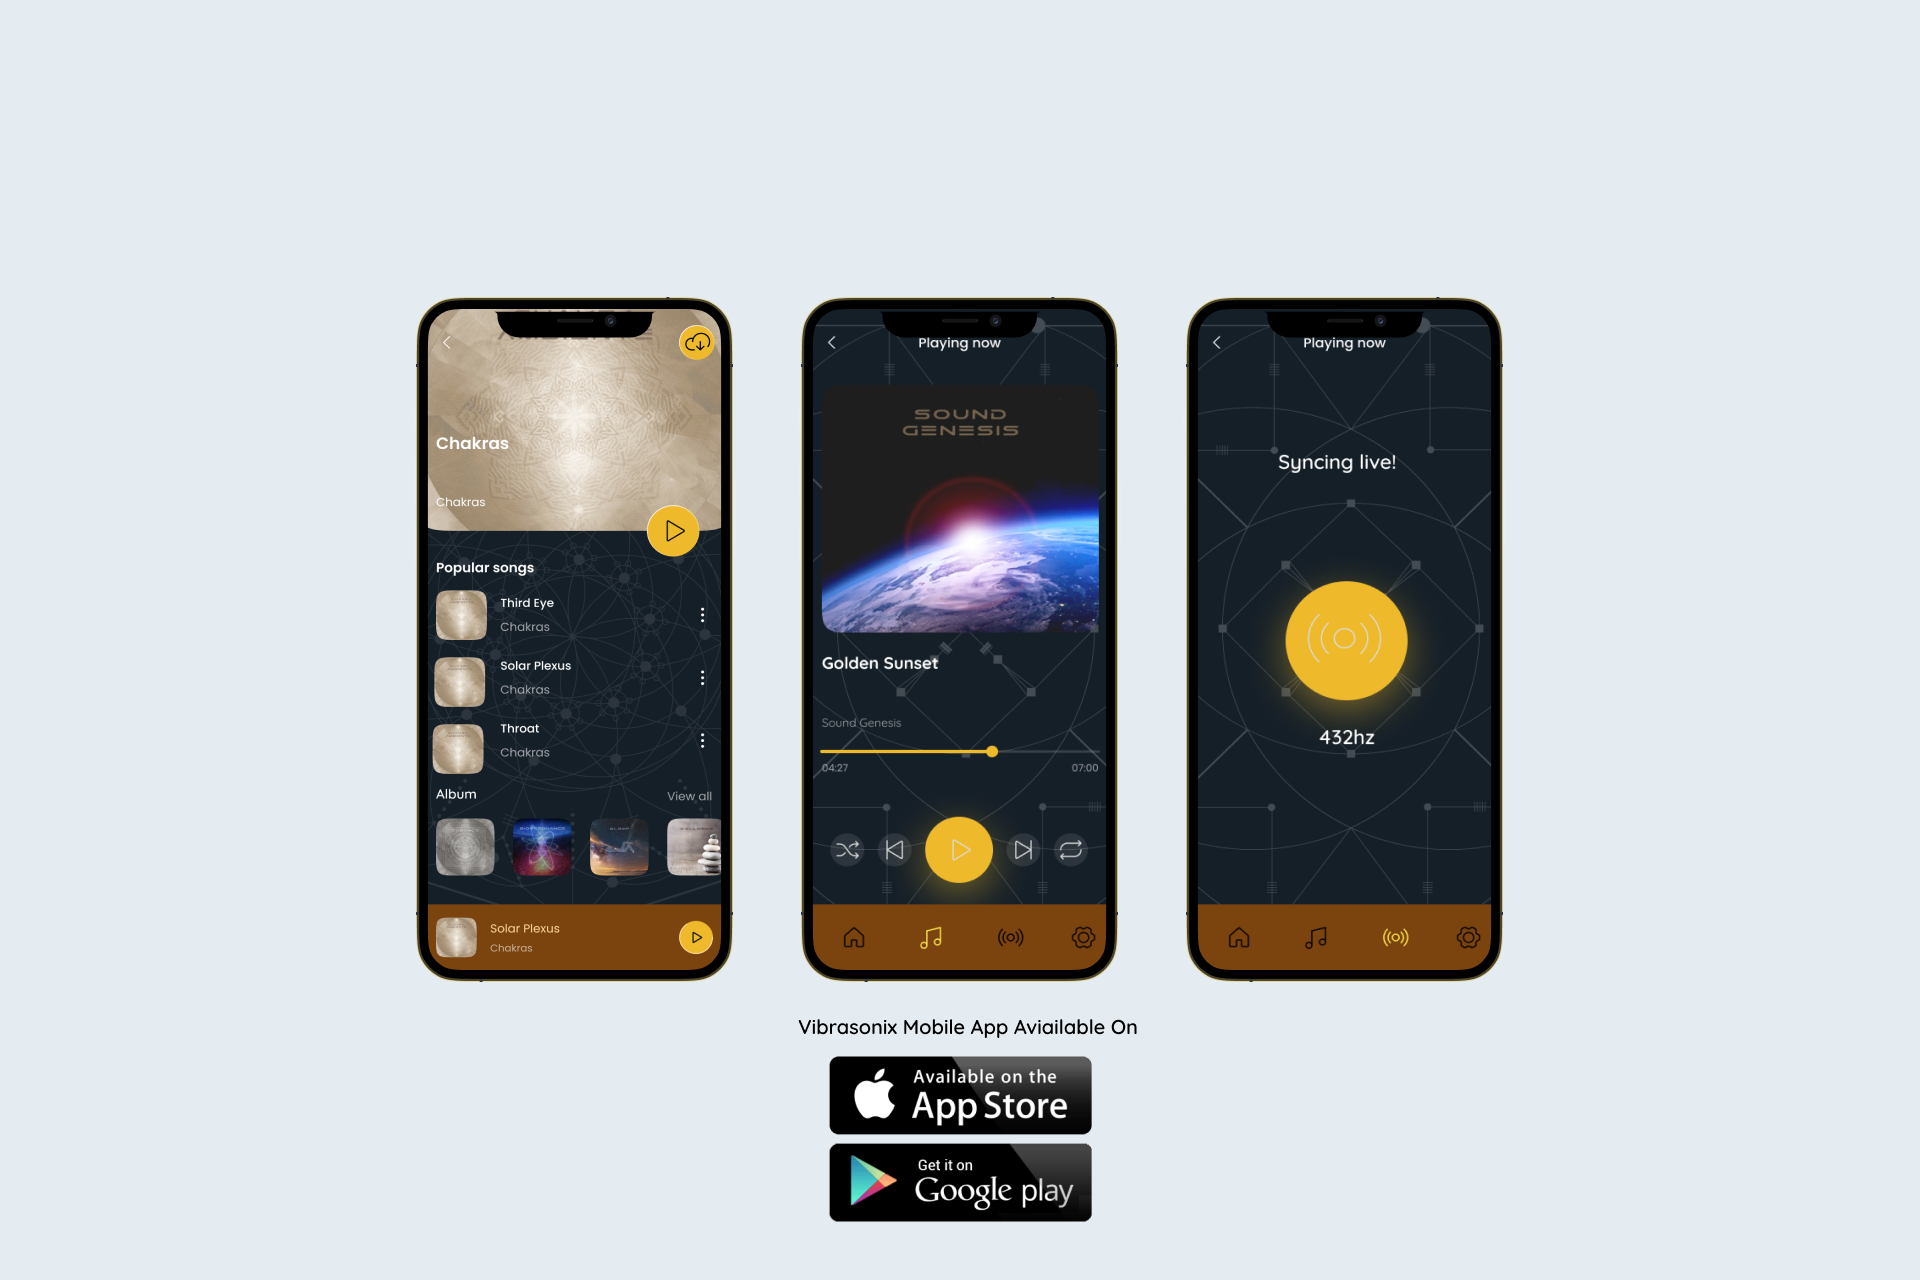 Chakras
Chakras
Popular songs
Third Eye
Chakras
Solar Plexus
Chakras
Throat
Chakras
Album
View all
BIORESONANCE
SLEEP
Solar Plexus
Chakras
Playing now
SOUND
GENESIS
Golden Sunset
Sound Genesis
04:27
07:00
Playing now
Syncing live!
432hz
Vibrasonix Mobile App Aviailable On
Available on the
App Store
Get it on
Google play